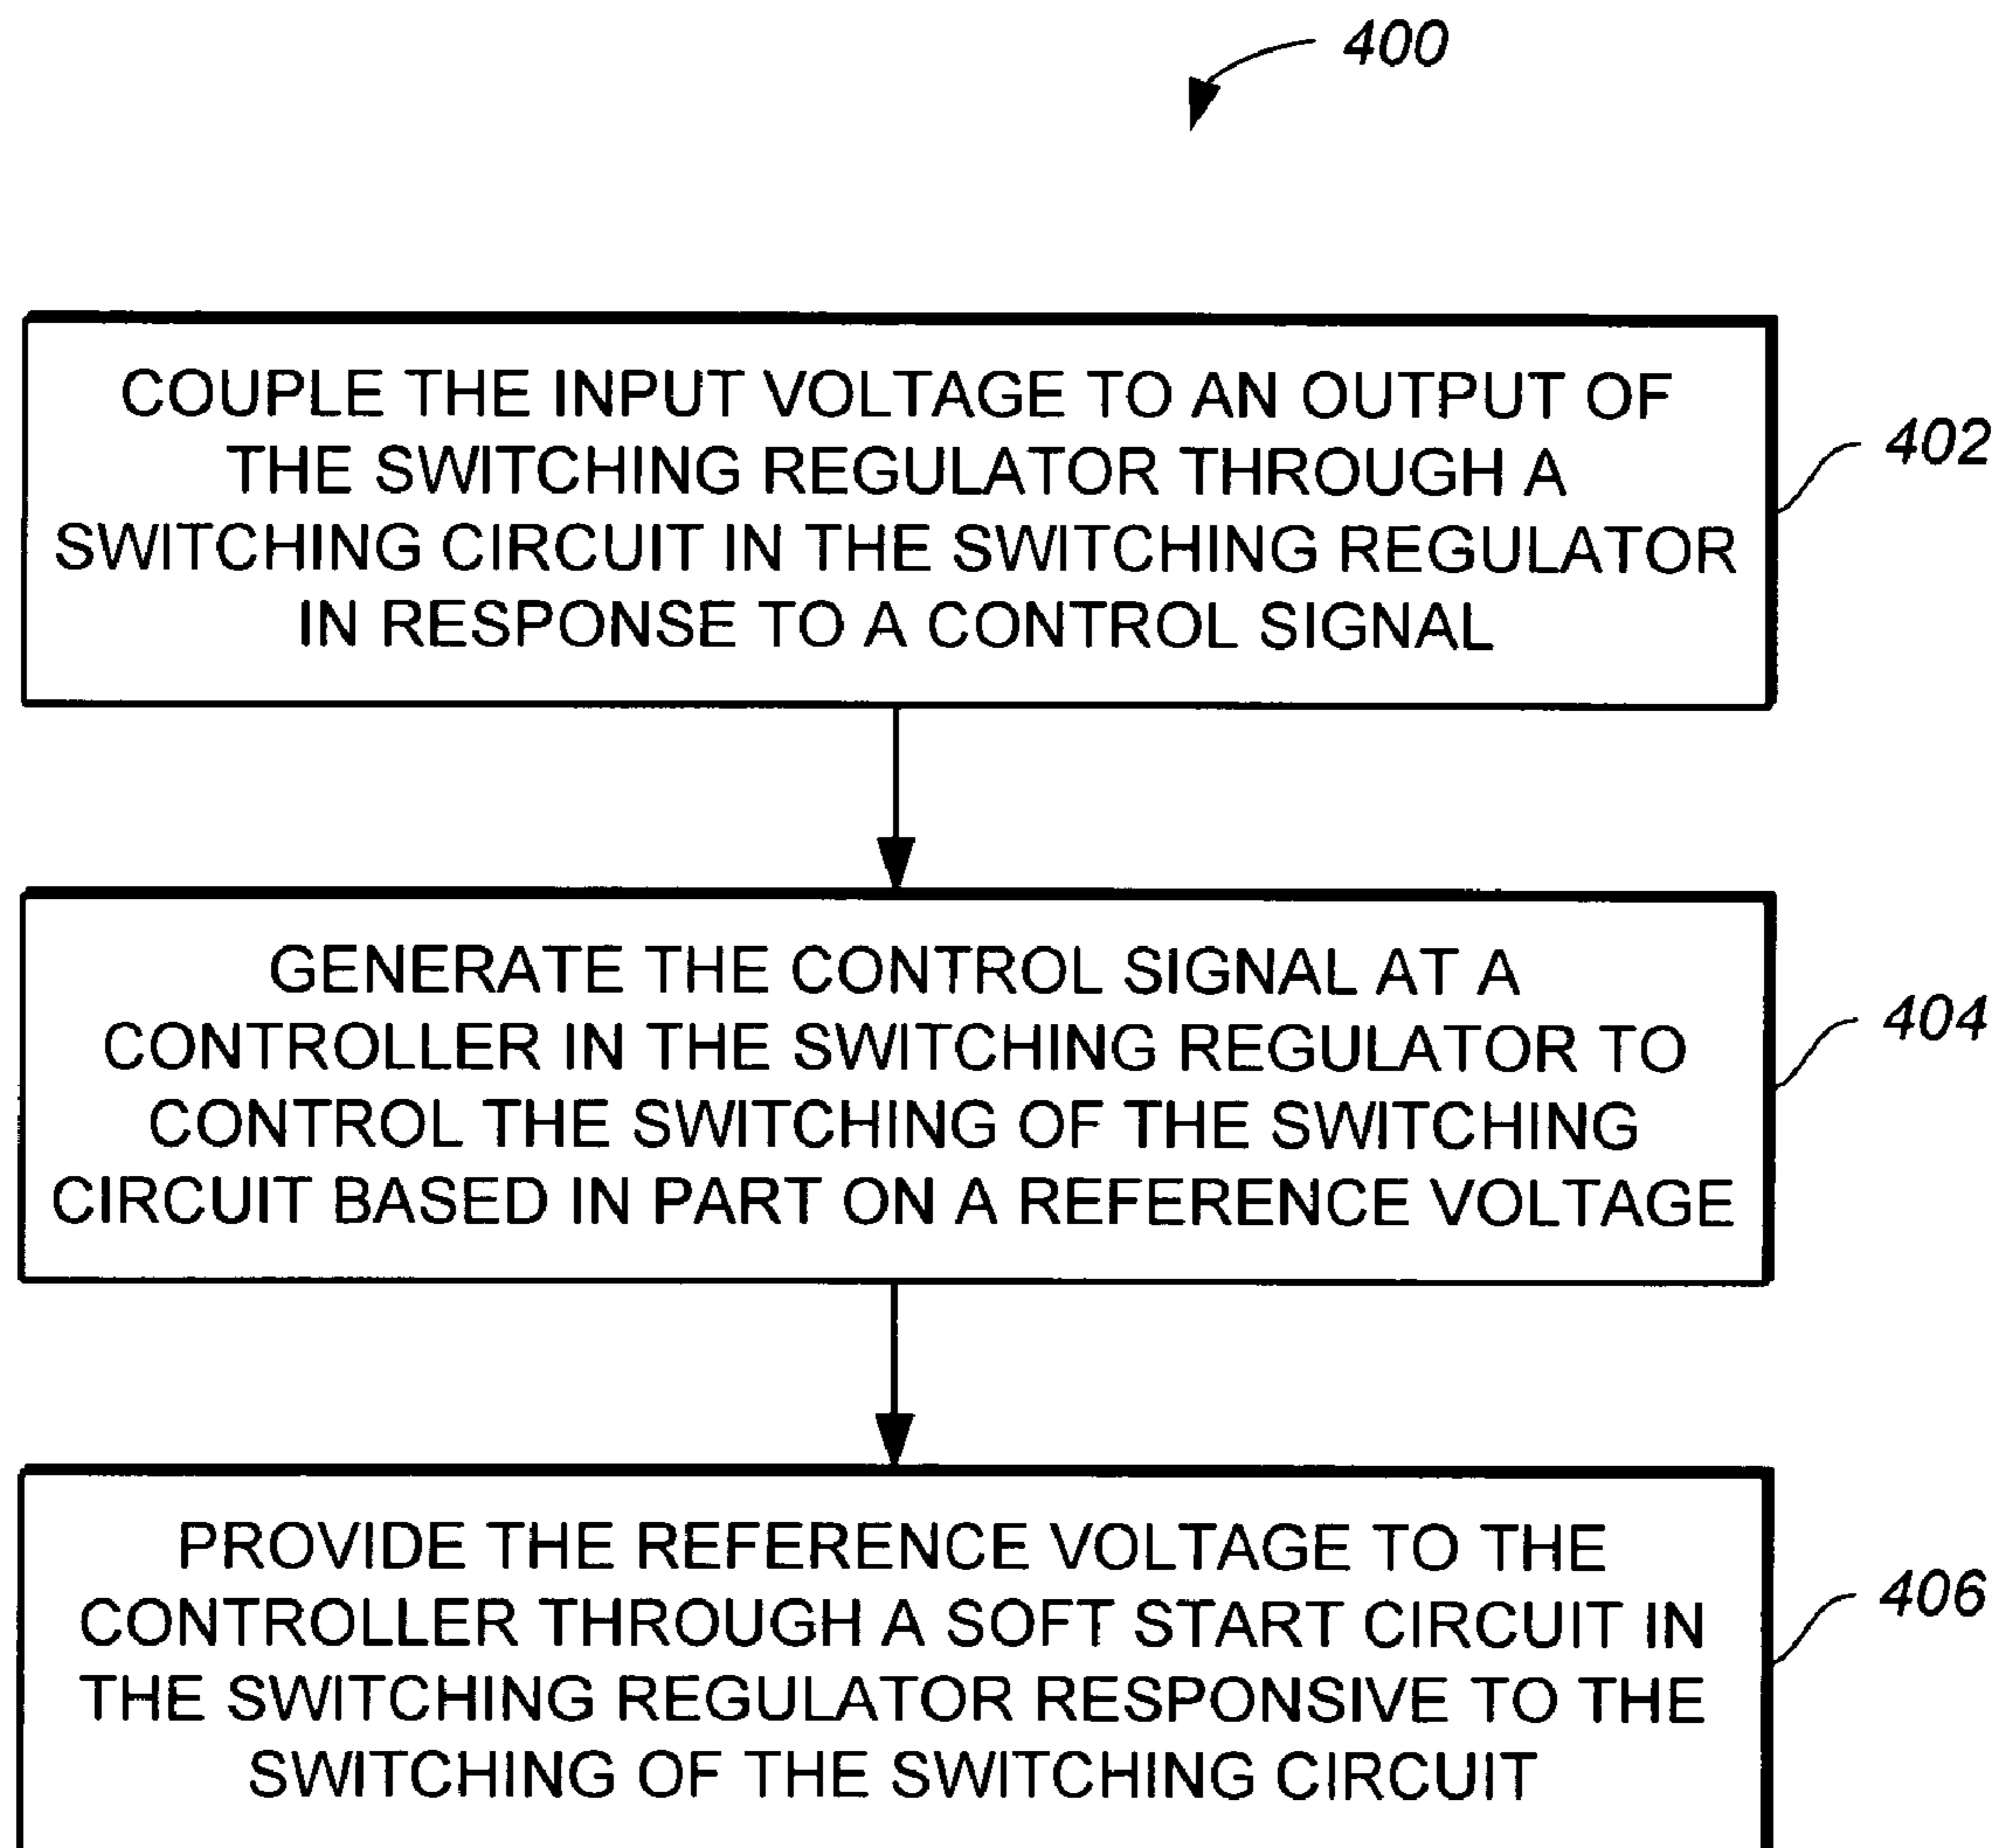 400
COUPLE THE INPUT VOLTAGE TO AN OUTPUT OF
THE SWITCHING REGULATOR THROUGH A
SWITCHING CIRCUIT IN THE SWITCHING REGULATOR
IN RESPONSE TO A CONTROL SIGNAL
402
GENERATE THE CONTROL SIGNAL AT A
CONTROLLER IN THE SWITCHING REGULATOR TO
CONTROL THE SWITCHING OF THE SWITCHING
CIRCUIT BASED IN PART ON A REFERENCE VOLTAGE
404
PROVIDE THE REFERENCE VOLTAGE TO THE
CONTROLLER THROUGH A SOFT START CIRCUIT IN
THE SWITCHING REGULATOR RESPONSIVE TO THE
SWITCHING OF THE SWITCHING CIRCUIT
406